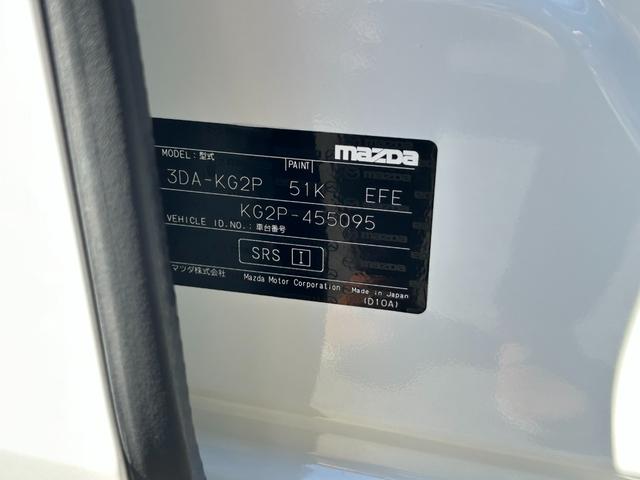 mazda
MODEL: 型式 PAINT
3DA-KG2P 51K EFE
KG2P-455095
VEHICLE ID.NO.: 車台番号
SRS I
マツダ株式会社 Mazda Motor Corporation Made in Japan
(D10A)